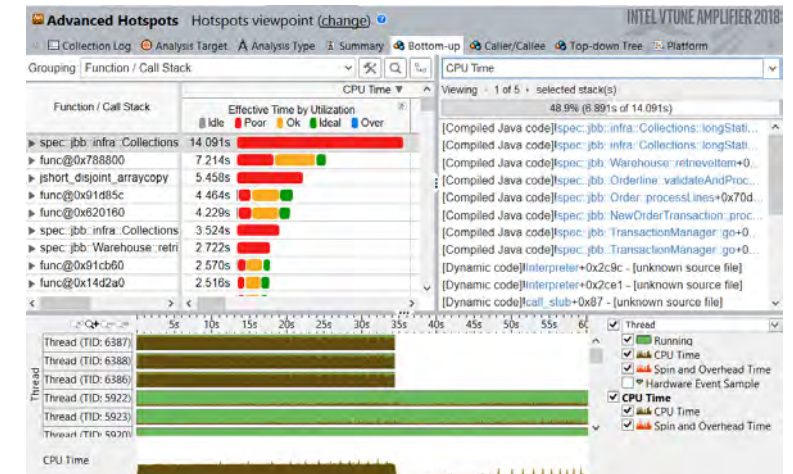 Advanced Hotspots Hotspots viewpoint (change)
INTEL VTUNE AMPLIFIER 2018
Collection Log Analysis Target Analysis Type Summary Bottom-up Caller/Callee Top-down Tree Platform
Grouping: Function / Call Stack
CPU Time
CPU Time
Viewing 1 of 5 selected stack(s)
Function / Call Stack
Effective Time by Utilization
48.9% (6.891s of 14.091s)
Idle Poor Ok Ideal Over
spec::jbb::infra::Collections 14.091s
func@0x788800 7.214s
jshort_disjoint_arraycopy 5.458s
func@0x91d85c 4.464s
func@0x620160 4.229s
spec::jbb::infra::Collections 3.524s
spec::jbb::Warehouse::retri 2.722s
func@0x91cb60 2.570s
func@0x14d2a0 2.516s
[Compiled Java code]!spec::jbb::infra::Collections::longStati...
[Compiled Java code]!spec::jbb::infra::Collections::longStati...
[Compiled Java code]!spec::jbb::Warehouse::retrieveItem+0...
[Compiled Java code]!spec::jbb::Orderline::validateAndProc...
[Compiled Java code]!spec::jbb::Order::processLines+0x70d...
[Compiled Java code]!spec::jbb::NewOrderTransaction::proc...
[Compiled Java code]!spec::jbb::TransactionManager::go+0...
[Compiled Java code]!spec::jbb::TransactionManager::go+0...
[Dynamic code]!Interpreter+0x2c9c - [unknown source file]
[Dynamic code]!Interpreter+0x2ce1 - [unknown source file]
[Dynamic code]!call_stub+0x87 - [unknown source file]
5s 10s 15s 20s 25s 30s 35s 40s 45s 50s 55s
Thread
Thread (TID: 6387)
Thread (TID: 6388)
Thread (TID: 6386)
Thread (TID: 5922)
Thread (TID: 5923)
Thread (TID: 5920)
CPU Time
Thread
Running
CPU Time
Spin and Overhead Time
Hardware Event Sample
CPU Time
CPU Time
Spin and Overhead Time